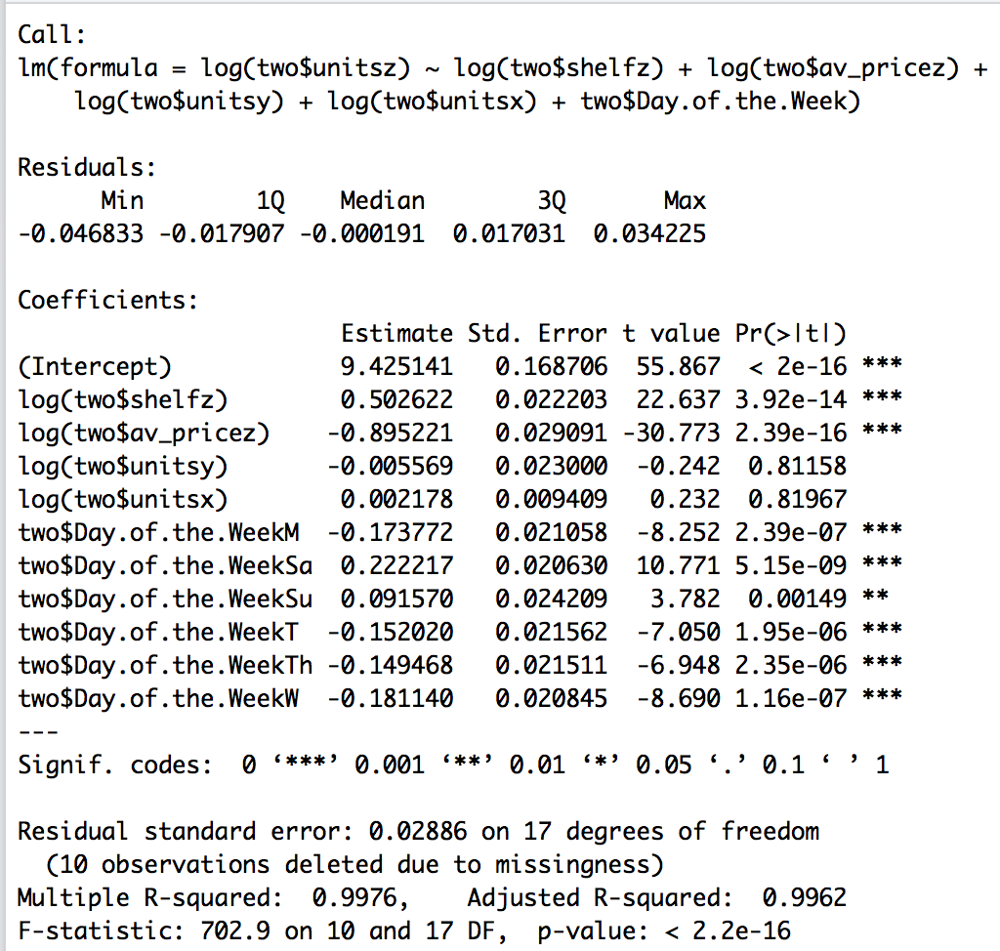 Call:
lm(formula = log(two$unitsz) ~ log(two$shelfz) + log(two$av_pricez) +
    log(two$unitsy) + log(two$unitsx) + two$Day.of.the.Week)

Residuals:
      Min        1Q    Median        3Q       Max
-0.046833 -0.017907 -0.000191  0.017031  0.034225

Coefficients:
                       Estimate Std. Error t value Pr(>|t|)
(Intercept)            9.425141   0.168706  55.867  < 2e-16 ***
log(two$shelfz)        0.502622   0.022203  22.637 3.92e-14 ***
log(two$av_pricez)    -0.895221   0.029091 -30.773 2.39e-16 ***
log(two$unitsy)       -0.005569   0.023000  -0.242  0.81158
log(two$unitsx)        0.002178   0.009409   0.232  0.81967
two$Day.of.the.WeekM  -0.173772   0.021058  -8.252 2.39e-07 ***
two$Day.of.the.WeekSa  0.222217   0.020630  10.771 5.15e-09 ***
two$Day.of.the.WeekSu  0.091570   0.024209   3.782  0.00149 **
two$Day.of.the.WeekT  -0.152020   0.021562  -7.050 1.95e-06 ***
two$Day.of.the.WeekTh -0.149468   0.021511  -6.948 2.35e-06 ***
two$Day.of.the.WeekW  -0.181140   0.020845  -8.690 1.16e-07 ***
---
Signif. codes:  0 ‘***’ 0.001 ‘**’ 0.01 ‘*’ 0.05 ‘.’ 0.1 ‘ ’ 1

Residual standard error: 0.02886 on 17 degrees of freedom
  (10 observations deleted due to missingness)
Multiple R-squared:  0.9976,	Adjusted R-squared:  0.9962
F-statistic: 702.9 on 10 and 17 DF,  p-value: < 2.2e-16